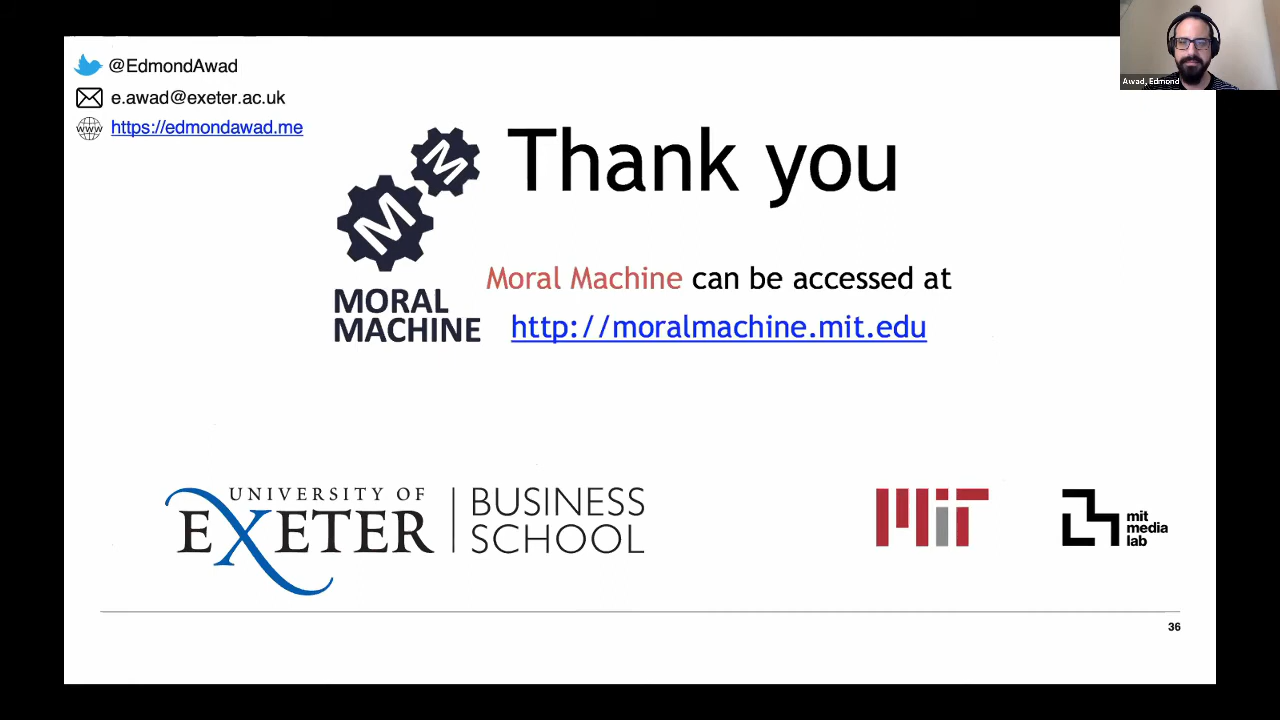 @EdmondAwad
e.awad@exeter.ac.uk
https://edmondawad.me
Awad, Edmond
M
M
MORAL
MACHINE
Thank you
Moral Machine can be accessed at
http://moralmachine.mit.edu
UNIVERSITY OF
EXETER
BUSINESS
SCHOOL
MIT
mit
media
lab
36